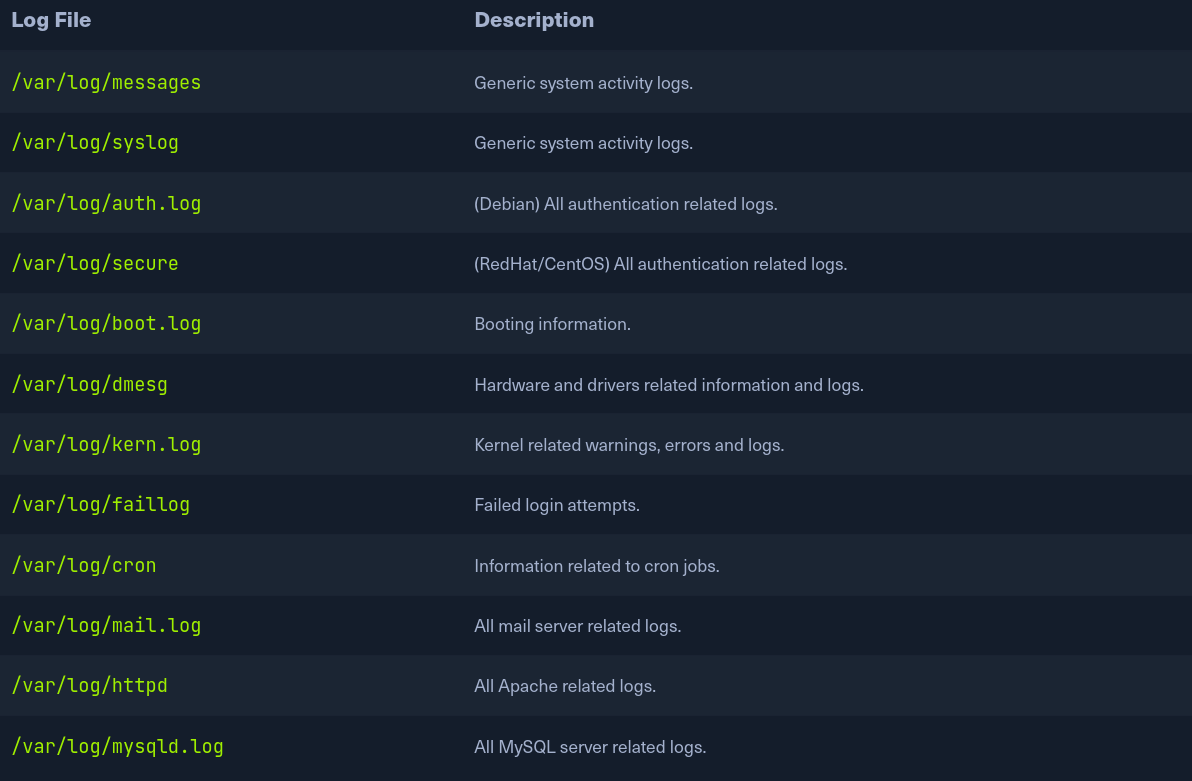 Log File Description
/var/log/messages Generic system activity logs.
/var/log/syslog Generic system activity logs.
/var/log/auth.log (Debian) All authentication related logs.
/var/log/secure (RedHat/CentOS) All authentication related logs.
/var/log/boot.log Booting information.
/var/log/dmesg Hardware and drivers related information and logs.
/var/log/kern.log Kernel related warnings, errors and logs.
/var/log/faillog Failed login attempts.
/var/log/cron Information related to cron jobs.
/var/log/mail.log All mail server related logs.
/var/log/httpd All Apache related logs.
/var/log/mysqld.log All MySQL server related logs.